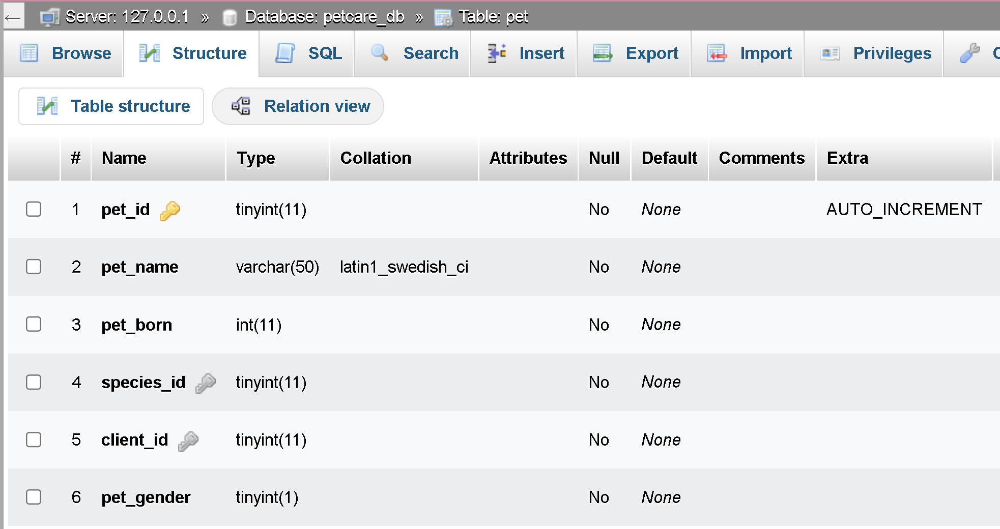 ← Server: 127.0.0.1 » Database: petcare_db » Table: pet
Browse Structure SQL Search Insert Export Import Privileges
Table structure Relation view
# Name Type Collation Attributes Null Default Comments Extra
1 pet_id tinyint(11) No None AUTO_INCREMENT
2 pet_name varchar(50) latin1_swedish_ci No None
3 pet_born int(11) No None
4 species_id tinyint(11) No None
5 client_id tinyint(11) No None
6 pet_gender tinyint(1) No None